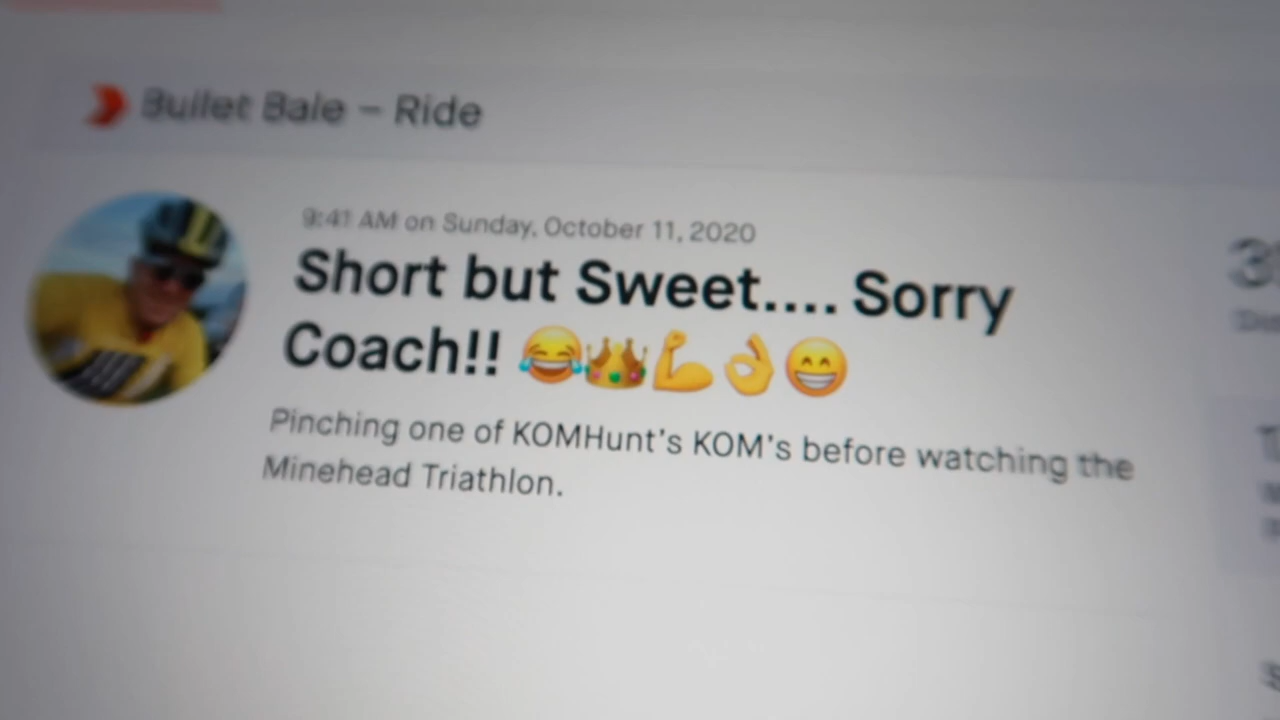 Bullet Bale – Ride
9:41 AM on Sunday, October 11, 2020
Short but Sweet.... Sorry
Coach!! 😂👑💪👌😁
Pinching one of KOMHunt's KOM's before watching the
Minehead Triathlon.